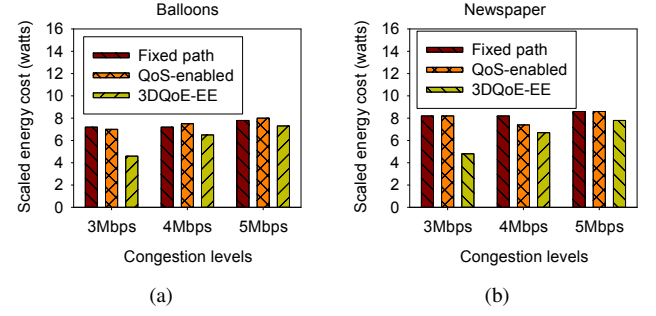 Balloons
Scaled energy cost (watts)
16
14
12
10
8
6
4
2
0
Fixed path
QoS-enabled
3DQoE-EE
3Mbps 4Mbps 5Mbps
Congestion levels
(a)
Newspaper
Scaled energy cost (watts)
16
14
12
10
8
6
4
2
0
Fixed path
QoS-enabled
3DQoE-EE
3Mbps 4Mbps 5Mbps
Congestion levels
(b)